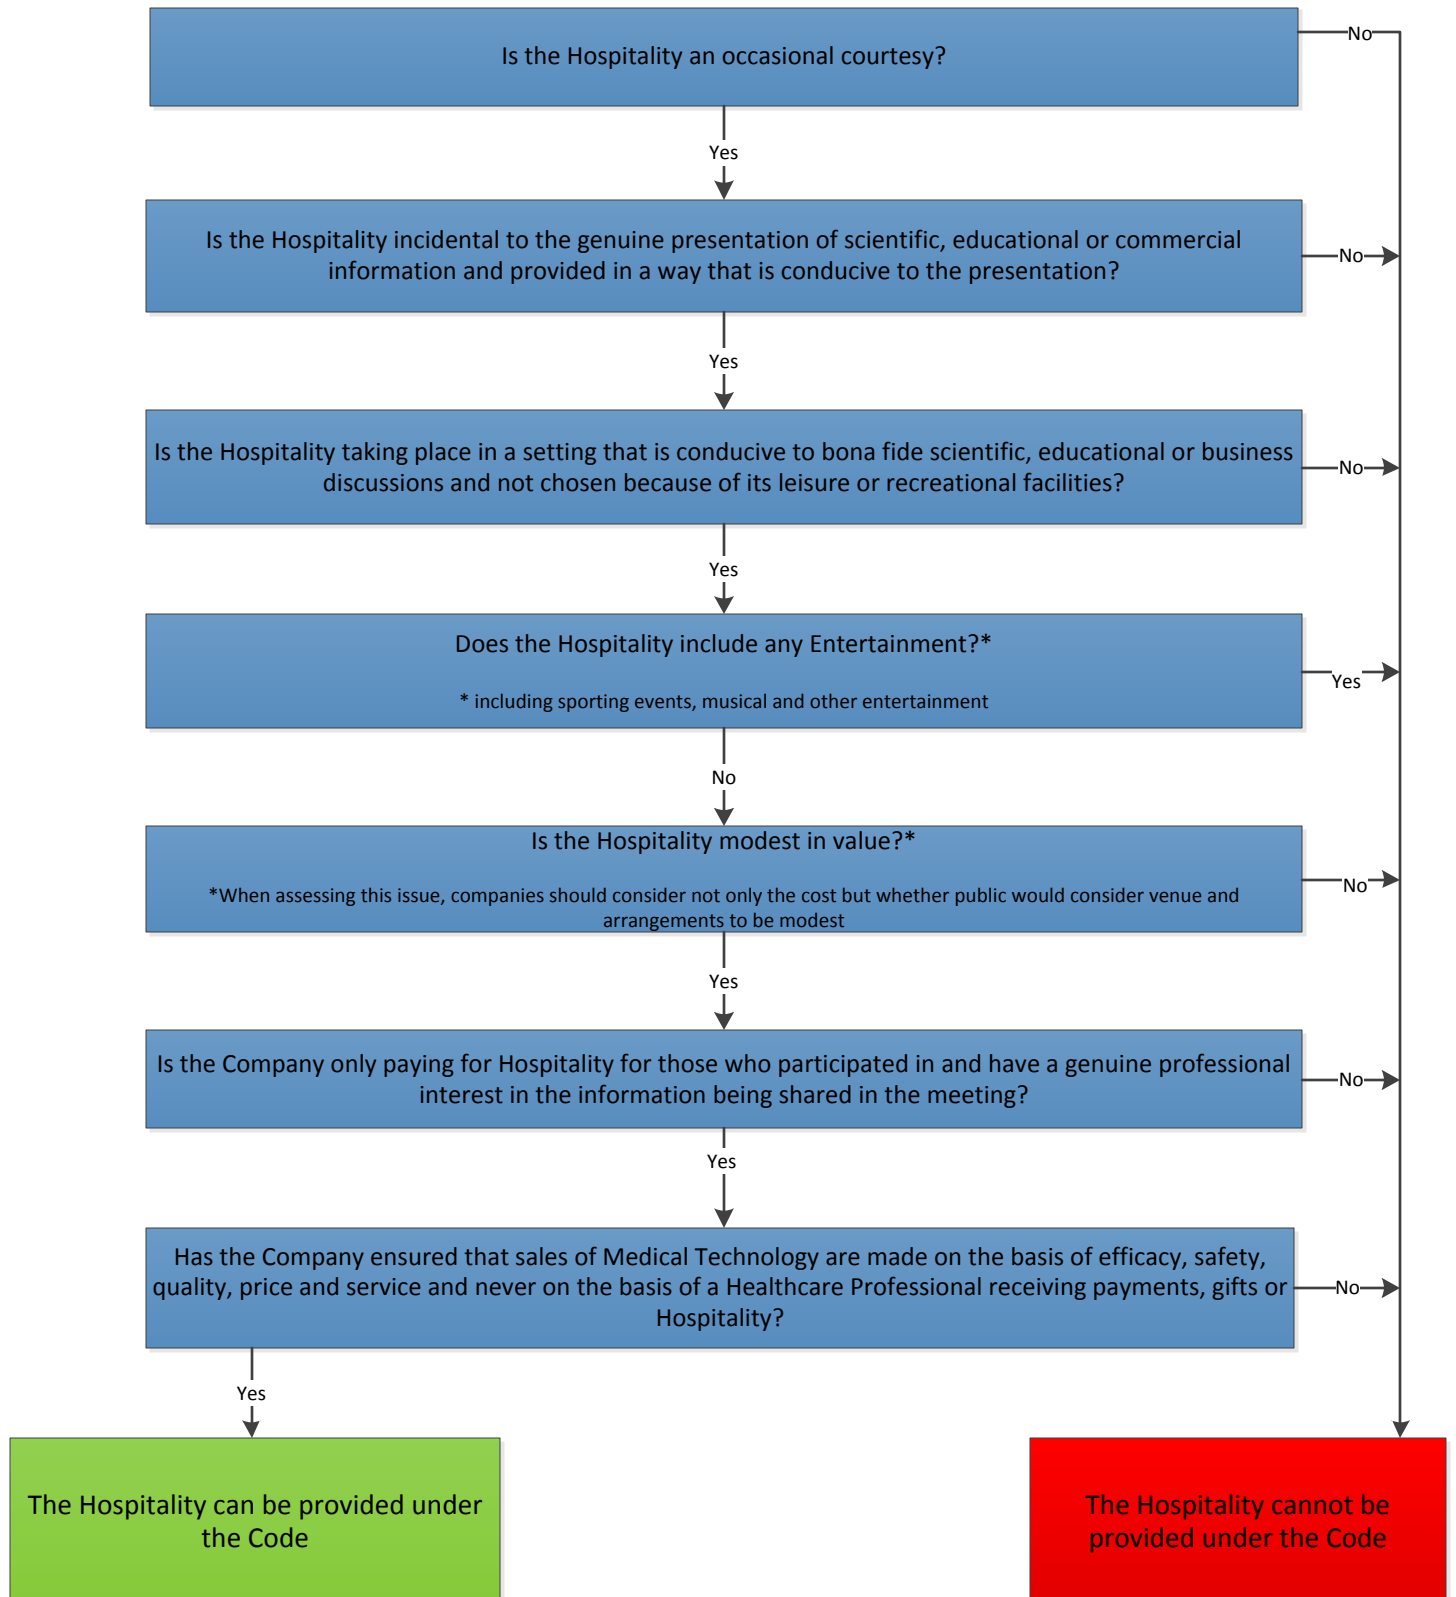 Is the Hospitality an occasional courtesy?
No
Yes
Is the Hospitality incidental to the genuine presentation of scientific, educational or commercial
information and provided in a way that is conducive to the presentation?
No
Yes
Is the Hospitality taking place in a setting that is conducive to bona fide scientific, educational or business
discussions and not chosen because of its leisure or recreational facilities?
No
Yes
Does the Hospitality include any Entertainment?*
* including sporting events, musical and other entertainment
Yes
No
Is the Hospitality modest in value?*
*When assessing this issue, companies should consider not only the cost but whether public would consider venue and
arrangements to be modest
No
Yes
Is the Company only paying for Hospitality for those who participated in and have a genuine professional
interest in the information being shared in the meeting?
No
Yes
Has the Company ensured that sales of Medical Technology are made on the basis of efficacy, safety,
quality, price and service and never on the basis of a Healthcare Professional receiving payments, gifts or
Hospitality?
No
Yes
The Hospitality can be provided under
the Code
The Hospitality cannot be
provided under the Code